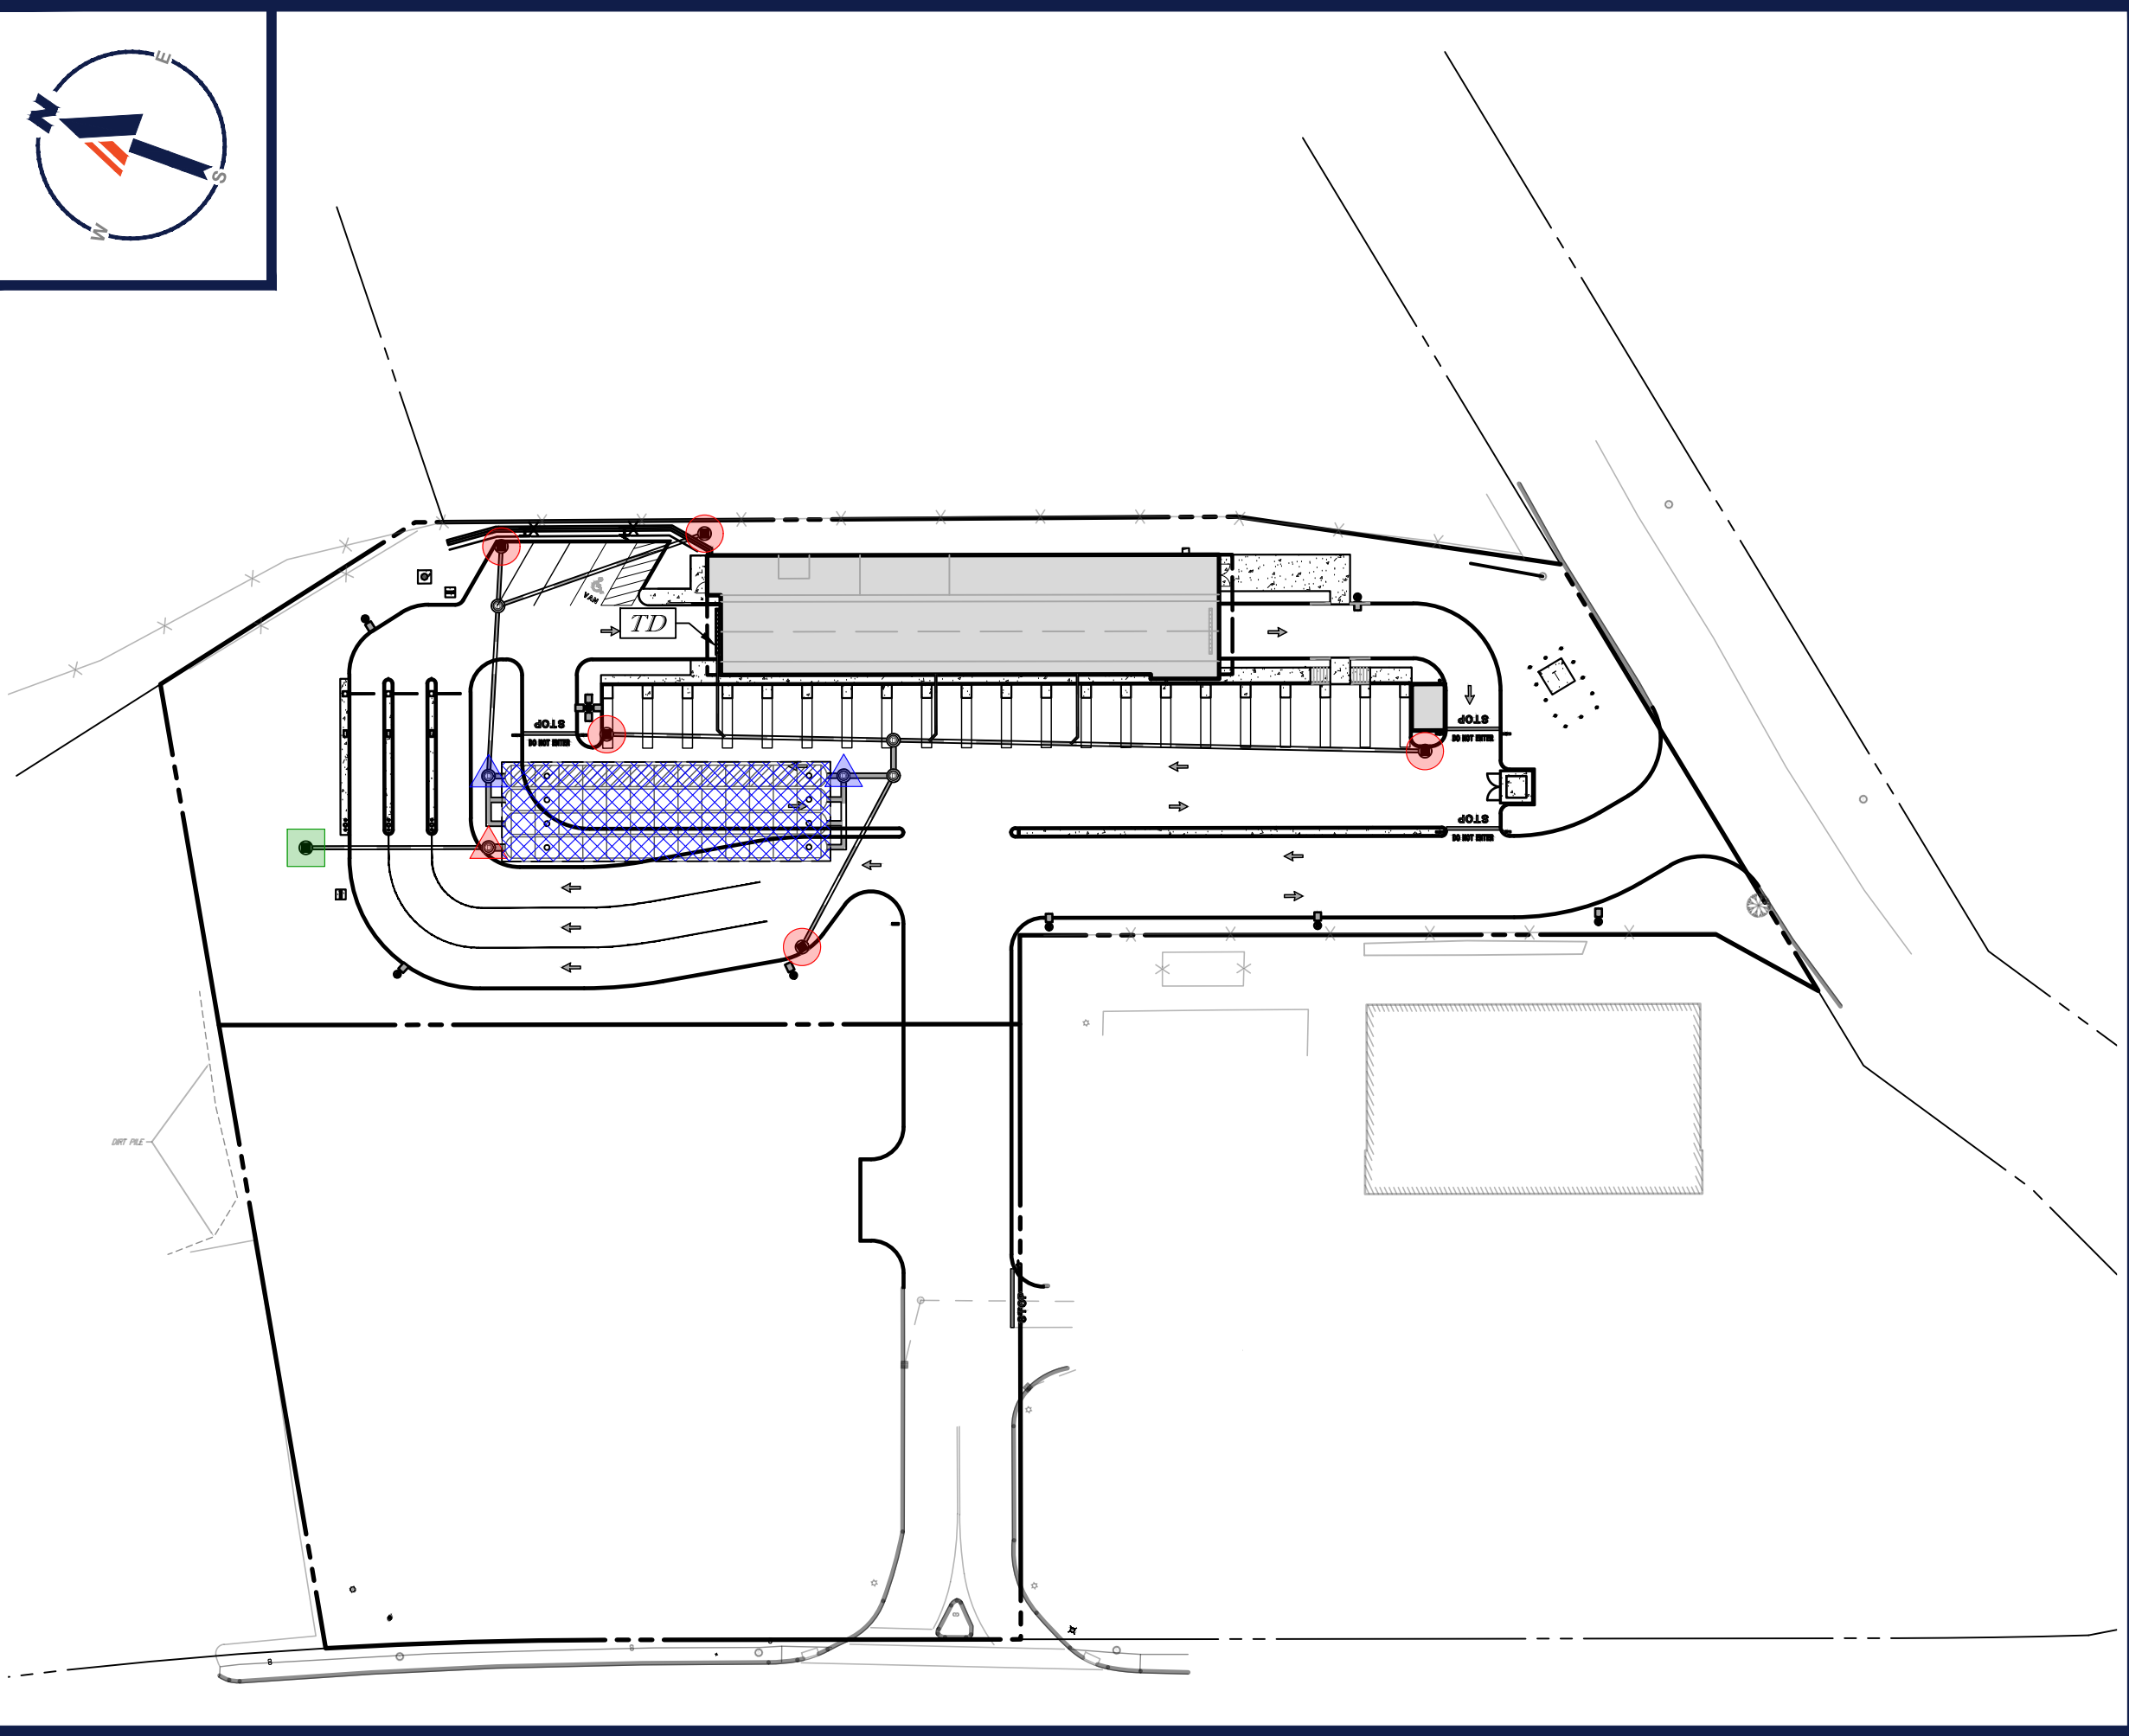 E
N
S
W
VAN
TD
STOP
DO NOT ENTER
STOP
DO NOT ENTER
T
STOP
DO NOT ENTER
DIRT PILE
STOP